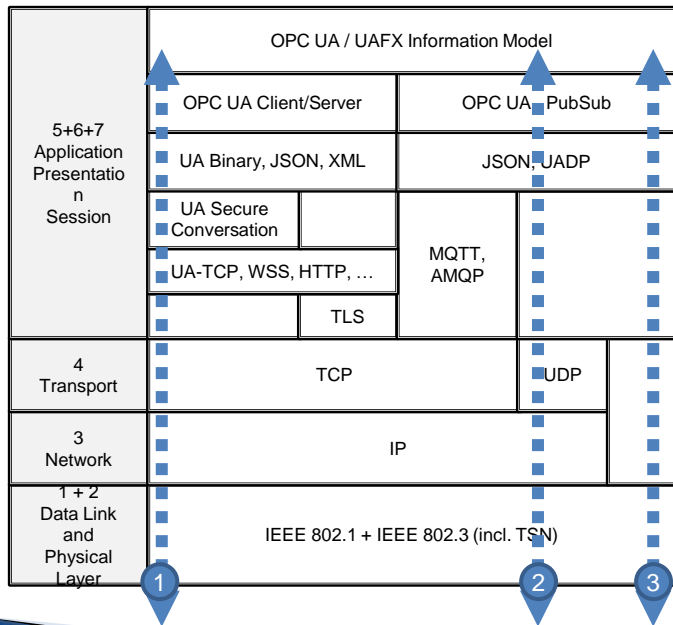 OPC UA / UAFX Information Model
OPC UA Client/Server
OPC UA PubSub
5+6+7
Application
Presentatio
n
Session
UA Binary, JSON, XML
JSON, UADP
UA Secure
Conversation
MQTT,
AMQP
UA-TCP, WSS, HTTP, …
TLS
4
Transport
TCP
UDP
3
Network
IP
1 + 2
Data Link
and
Physical
Layer
IEEE 802.1 + IEEE 802.3 (incl. TSN)
1
2
3